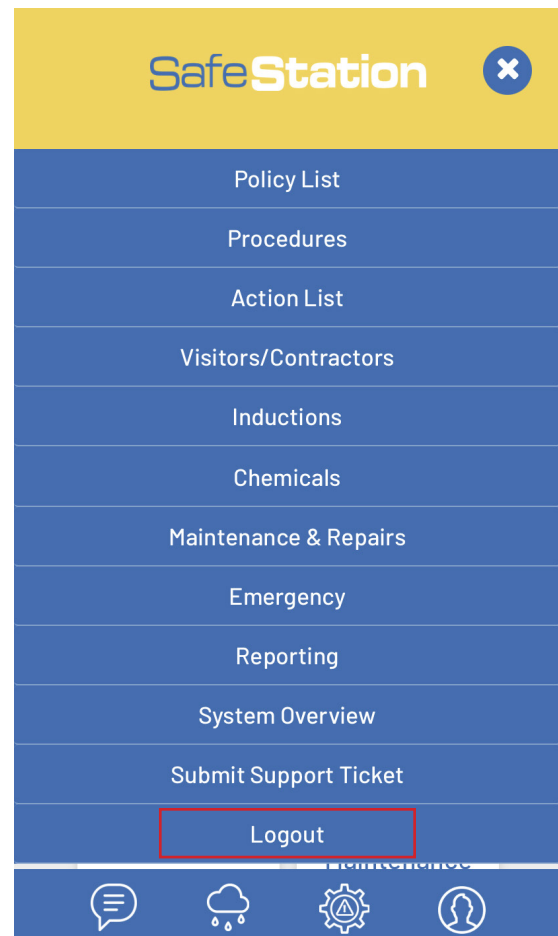 SafeStation
Policy List
Procedures
Action List
Visitors/Contractors
Inductions
Chemicals
Maintenance & Repairs
Emergency
Reporting
System Overview
Submit Support Ticket
Logout
Maintenance